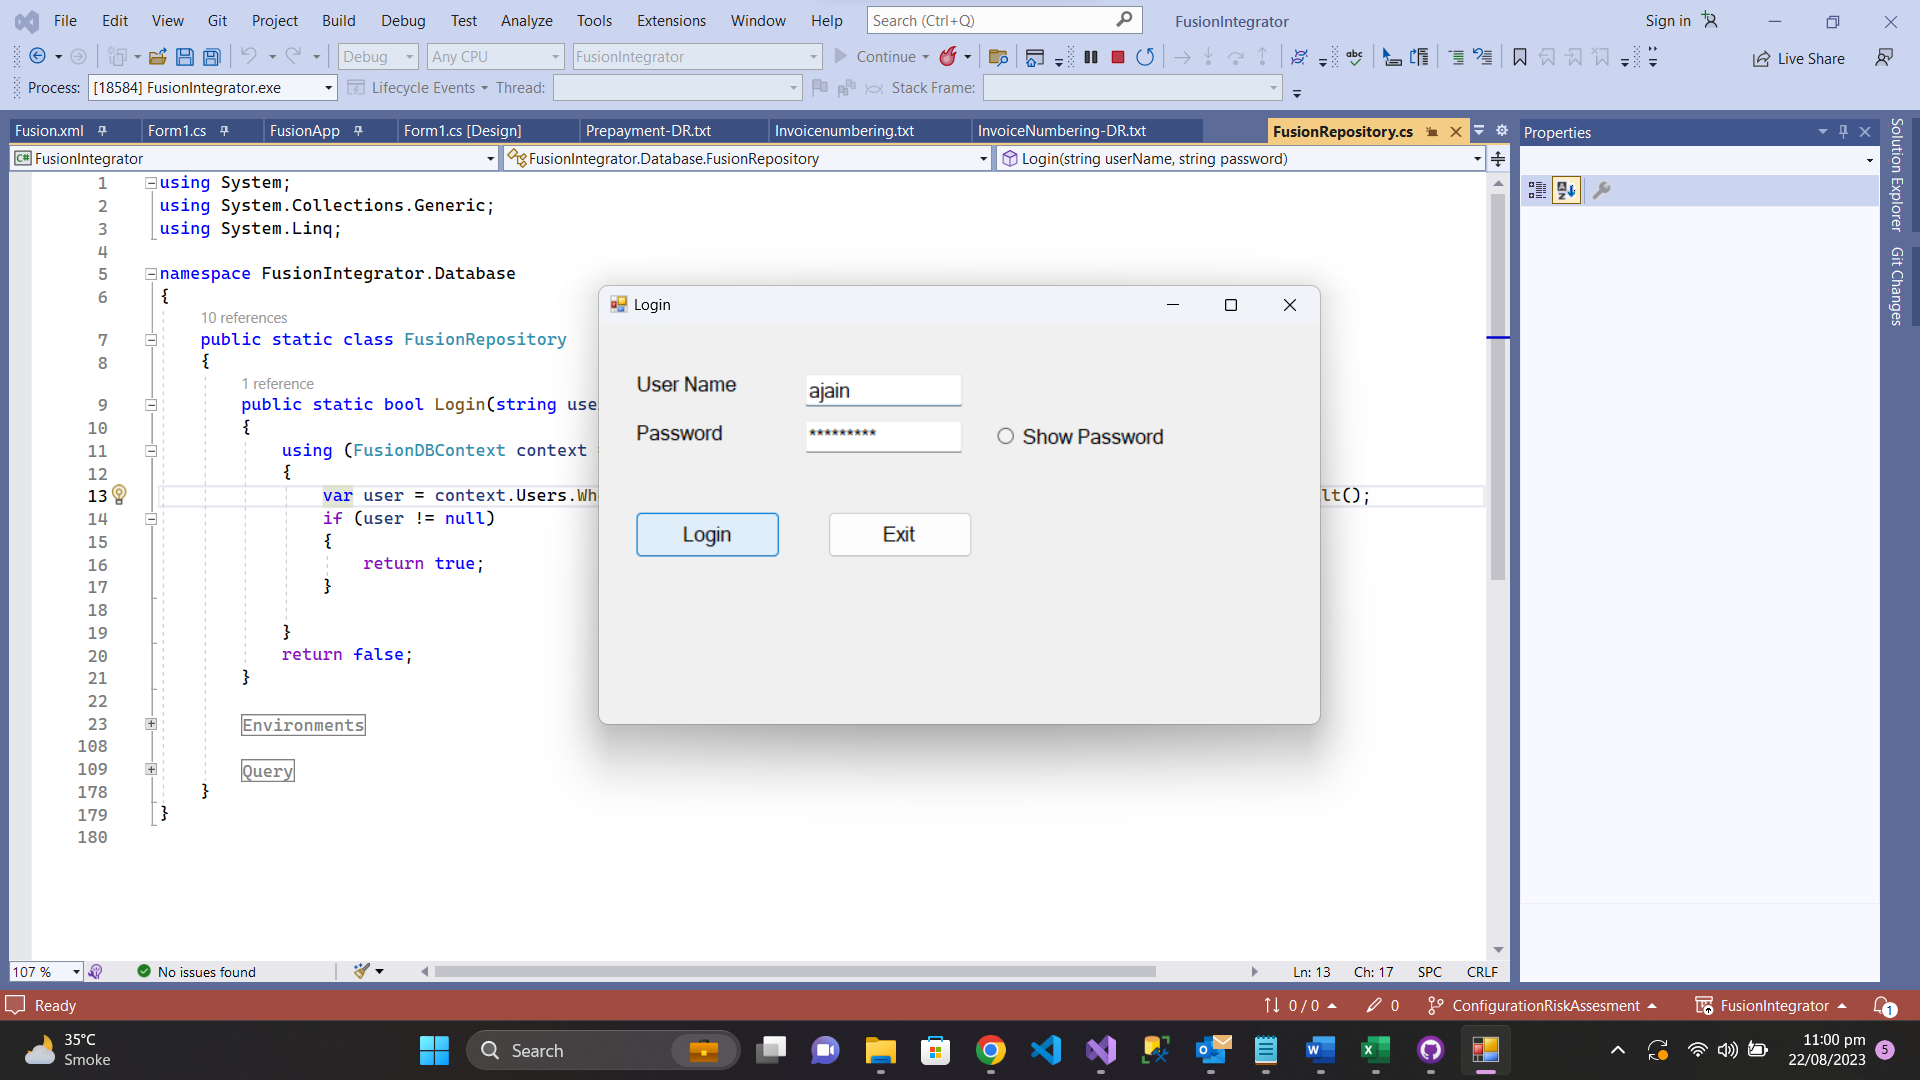 File Edit View Git Project Build Debug Test Analyze Tools Extensions Window Help Search (Ctrl+Q) FusionIntegrator Sign in
Debug Any CPU FusionIntegrator Continue abc Live Share
Process: [18584] FusionIntegrator.exe Lifecycle Events Thread: Stack Frame:
Fusion.xml Form1.cs FusionApp Form1.cs [Design] Prepayment-DR.txt Invoicenumbering.txt InvoiceNumbering-DR.txt FusionRepository.cs Properties
C# FusionIntegrator FusionIntegrator.Database.FusionRepository Login(string userName, string password)
Solution Explorer
Git Changes
1 using System;
2 using System.Collections.Generic;
3 using System.Linq;
4
5 namespace FusionIntegrator.Database
6 {
10 references
7 public static class FusionRepository
8 {
1 reference
9 public static bool Login(string use
10 {
11 using (FusionDBContext context
12 {
13 var user = context.Users.Wh lt();
14 if (user != null)
15 {
16 return true;
17 }
18
19 }
20 return false;
21 }
22
23 Environments
108
109 Query
178 }
179 }
180
Login
User Name ajain
Password ********* Show Password
Login Exit
107 % No issues found Ln: 13 Ch: 17 SPC CRLF
Ready 0 / 0 0 ConfigurationRiskAssesment FusionIntegrator 1
35°C
Smoke
Search
11:00 pm
22/08/2023 5